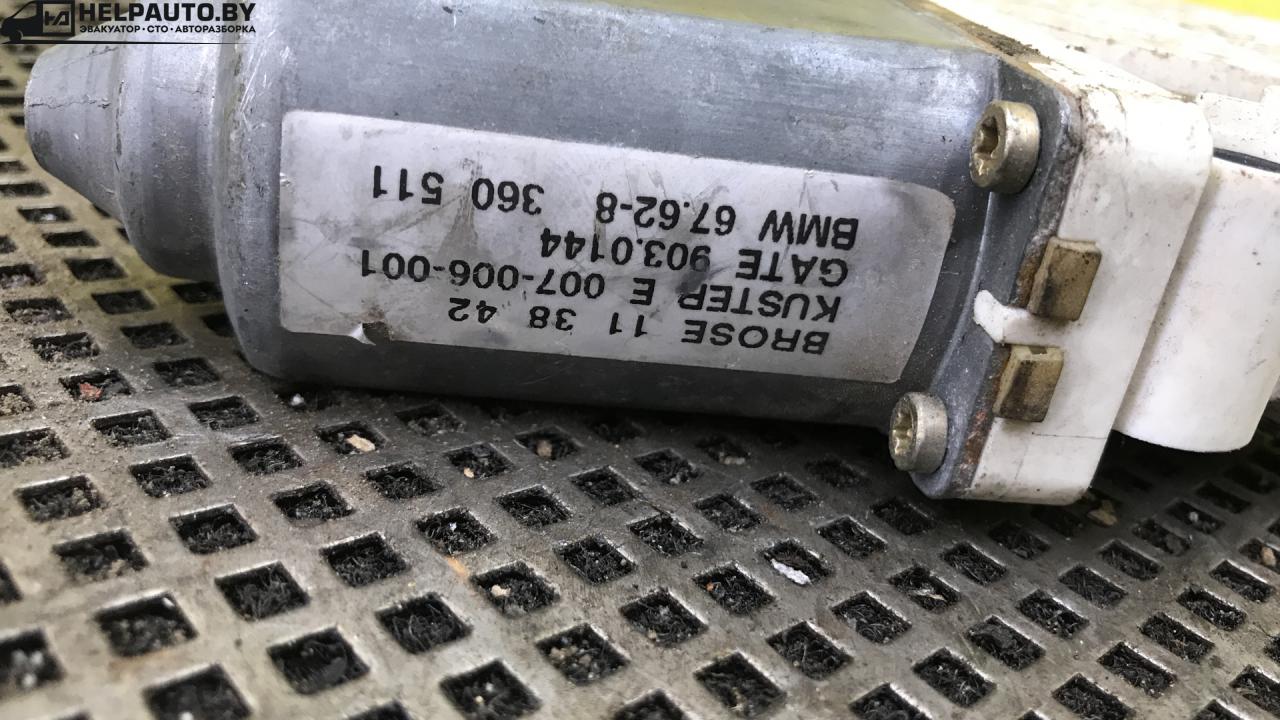 HELPAUTO.BY
ЭВАКУАТОР • СТО • АВТОРАЗБОРКА
BROSE 11 38 42
KUSTER E 007-006-001
GATE 903.0144
BMW 67.62-8 360 511